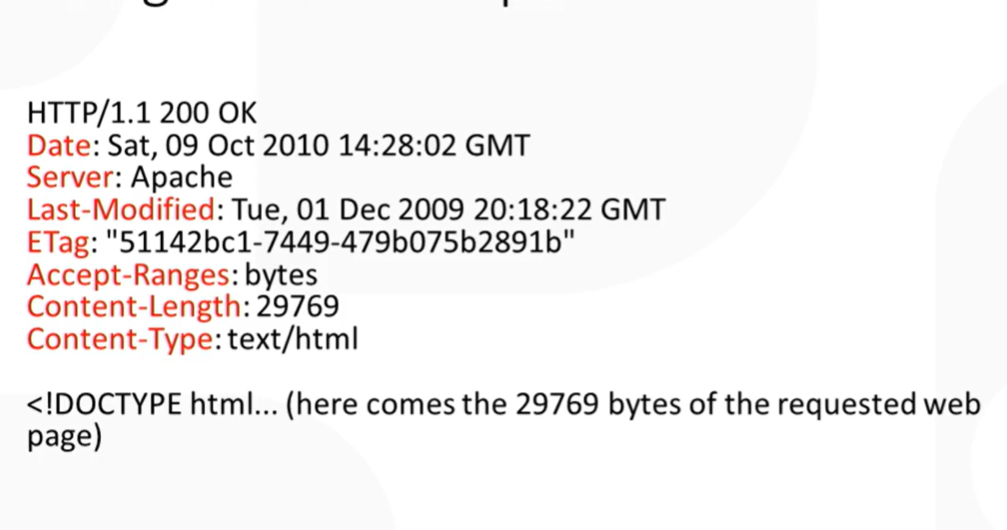 HTTP/1.1 200 OK
Date: Sat, 09 Oct 2010 14:28:02 GMT
Server: Apache
Last-Modified: Tue, 01 Dec 2009 20:18:22 GMT
ETag: "51142bc1-7449-479b075b2891b"
Accept-Ranges: bytes
Content-Length: 29769
Content-Type: text/html
<!DOCTYPE html... (here comes the 29769 bytes of the requested web
page)